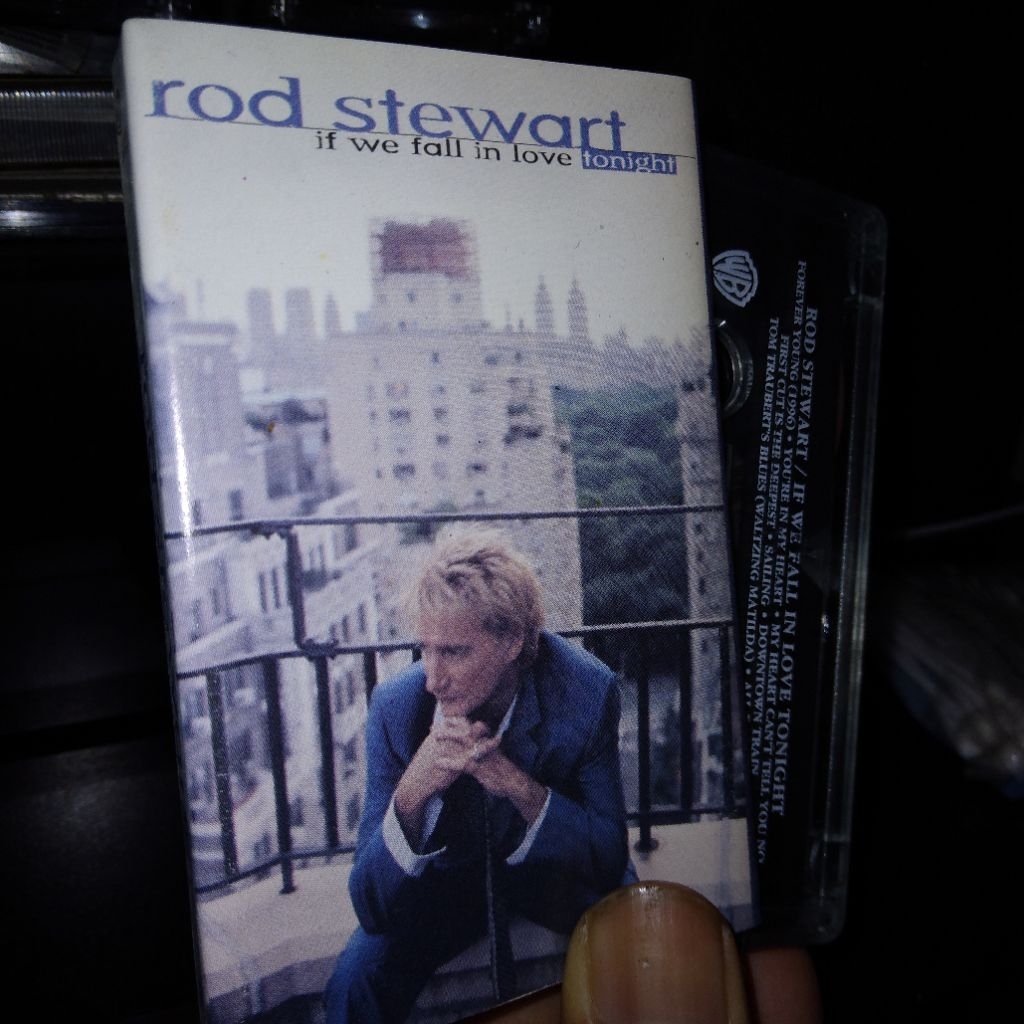 rod stewart
if we fall in love tonight
WB
ROD STEWART / IF WE FALL IN LOVE TONIGHT
FOREVER YOUNG (1996) • YOU'RE IN MY HEART • MY HEART CAN'T TELL YOU NO
FIRST CUT IS THE DEEPEST • SAILING • DOWNTOWN TRAIN
TOM TRAUBERT'S BLUES (WALTZING MATILDA) •